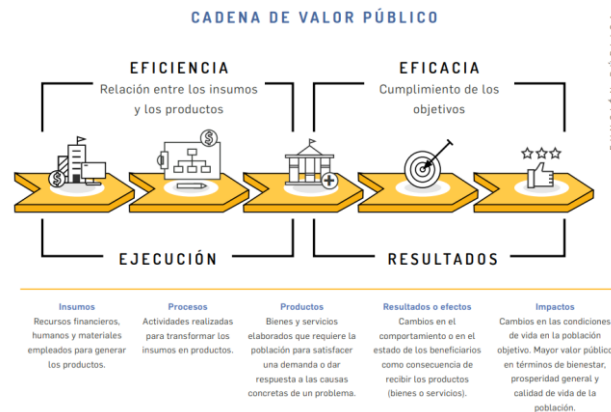 CADENA DE VALOR PÚBLICO
EFICIENCIA
Relación entre los insumos
y los productos
EFICACIA
Cumplimiento de los
objetivos
EJECUCIÓN
RESULTADOS
Insumos
Recursos financieros,
humanos y materiales
empleados para generar
los productos.
Procesos
Actividades realizadas
para transformar los
insumos en productos.
Productos
Bienes y servicios
elaborados que requiere la
población para satisfacer
una demanda o dar
respuesta a las causas
concretas de un problema.
Resultados o efectos
Cambios en el
comportamiento o en el
estado de los beneficiarios
como consecuencia de
recibir los productos
(bienes o servicios).
Impactos
Cambios en las condiciones
de vida en la población
objetivo. Mayor valor público
en términos de bienestar,
prosperidad general y
calidad de vida de la
población.